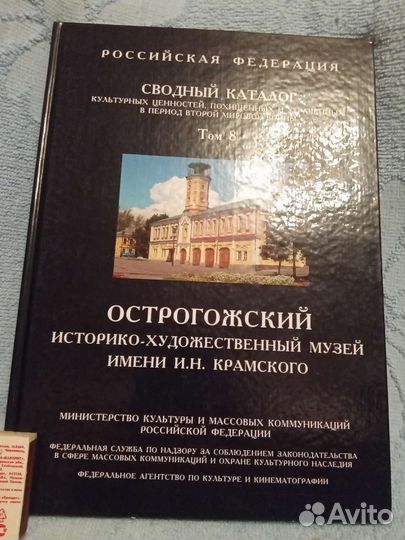 РОССИЙСКАЯ ФЕДЕРАЦИЯ
СВОДНЫЙ КАТАЛОГ
КУЛЬТУРНЫХ ЦЕННОСТЕЙ, ПОХИЩЕННЫХ
В ПЕРИОД ВТОРОЙ МИРОВОЙ
Том 8
ОСТРОГОЖСКИЙ
ИСТОРИКО-ХУДОЖЕСТВЕННЫЙ МУЗЕЙ
ИМЕНИ И.Н. КРАМСКОГО
МИНИСТЕРСТВО КУЛЬТУРЫ И МАССОВЫХ КОММУНИКАЦИЙ
РОССИЙСКОЙ ФЕДЕРАЦИИ
ФЕДЕРАЛЬНАЯ СЛУЖБА ПО НАДЗОРУ ЗА СОБЛЮДЕНИЕМ ЗАКОНОДАТЕЛЬСТВА
В СФЕРЕ МАССОВЫХ КОММУНИКАЦИЙ И ОХРАНЕ КУЛЬТУРНОГО НАСЛЕДИЯ
ФЕДЕРАЛЬНОЕ АГЕНТСТВО ПО КУЛЬТУРЕ И КИНЕМАТОГРАФИИ
Avito